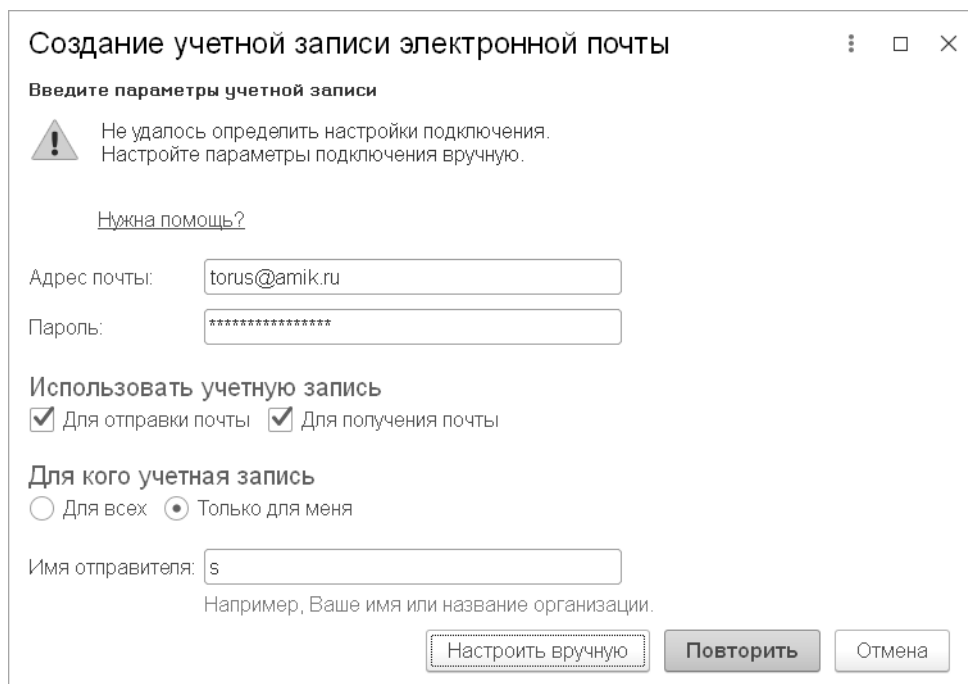 Создание учетной записи электронной почты
Введите параметры учетной записи
Не удалось определить настройки подключения.
Настройте параметры подключения вручную.
Нужна помощь?
Адрес почты: torus@amik.ru
Пароль: ****************
Использовать учетную запись
Для отправки почты Для получения почты
Для кого учетная запись
Для всех Только для меня
Имя отправителя: s
Например, Ваше имя или название организации.
Настроить вручную Повторить Отмена